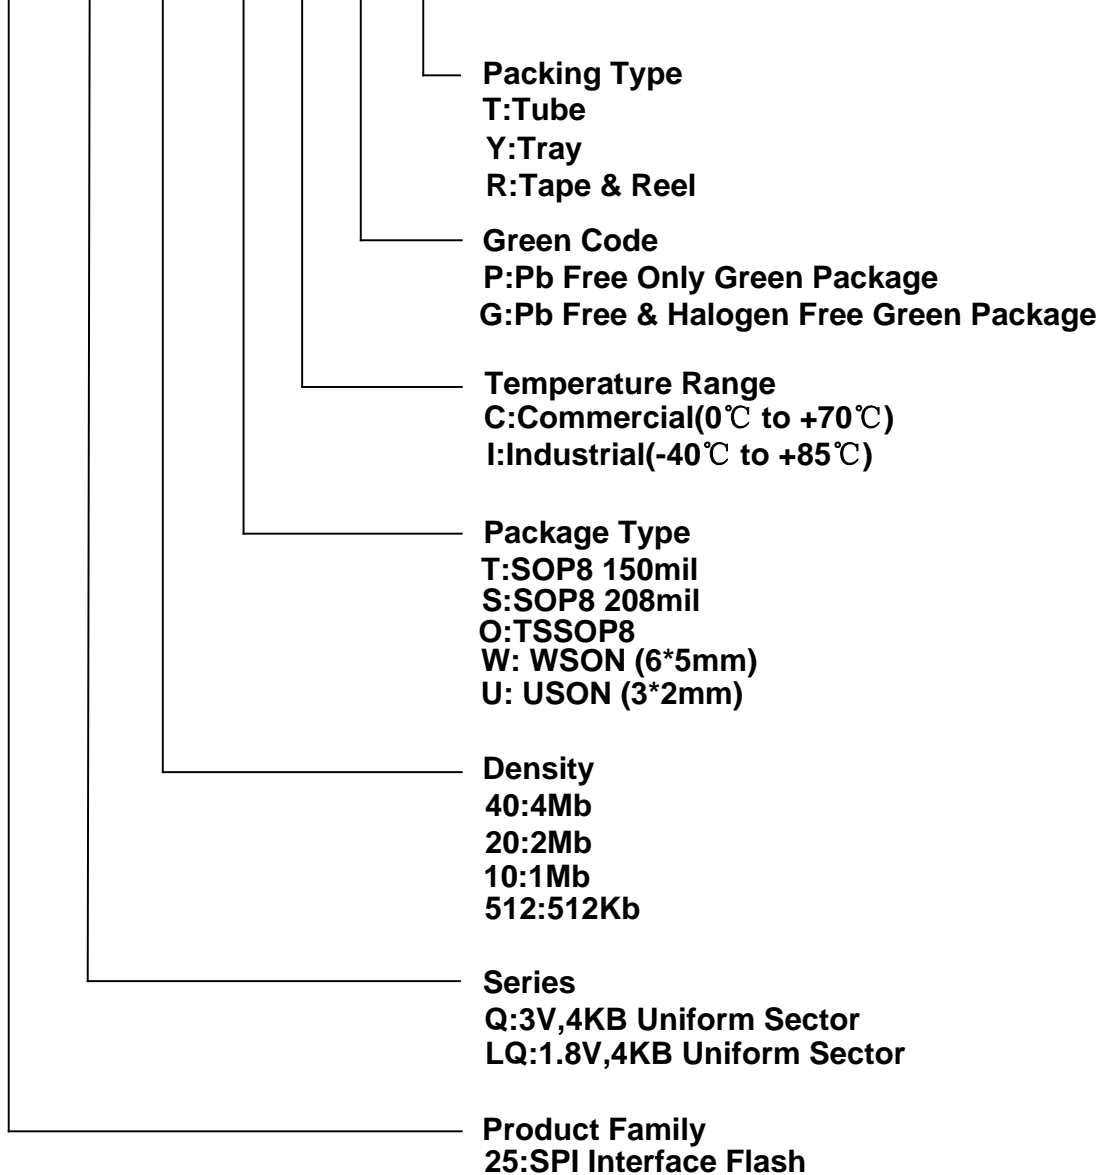 Packing Type
T:Tube
Y:Tray
R:Tape & Reel
Green Code
P:Pb Free Only Green Package
G:Pb Free & Halogen Free Green Package
Temperature Range
C:Commercial(0℃ to +70℃)
I:Industrial(-40℃ to +85℃)
Package Type
T:SOP8 150mil
S:SOP8 208mil
O:TSSOP8
W: WSON (6*5mm)
U: USON (3*2mm)
Density
40:4Mb
20:2Mb
10:1Mb
512:512Kb
Series
Q:3V,4KB Uniform Sector
LQ:1.8V,4KB Uniform Sector
Product Family
25:SPI Interface Flash